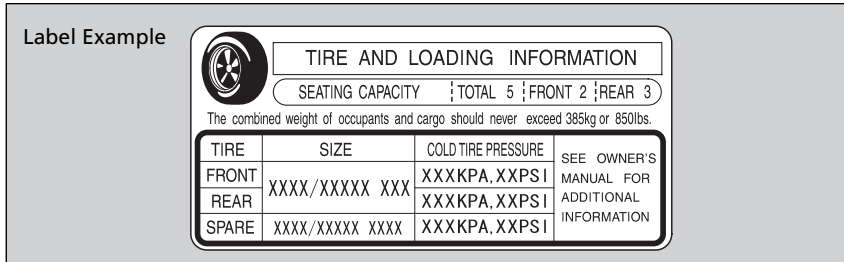 Label Example
TIRE AND LOADING INFORMATION
SEATING CAPACITY TOTAL 5 FRONT 2 REAR 3
The combined weight of occupants and cargo should never exceed 385kg or 850lbs.
TIRE SIZE COLD TIRE PRESSURE SEE OWNER'S MANUAL FOR ADDITIONAL INFORMATION
FRONT XXXX/XXXXX XXX XXXKPA,XXPSI
REAR XXXKPA,XXPSI
SPARE XXXX/XXXXX XXXX XXXKPA,XXPSI